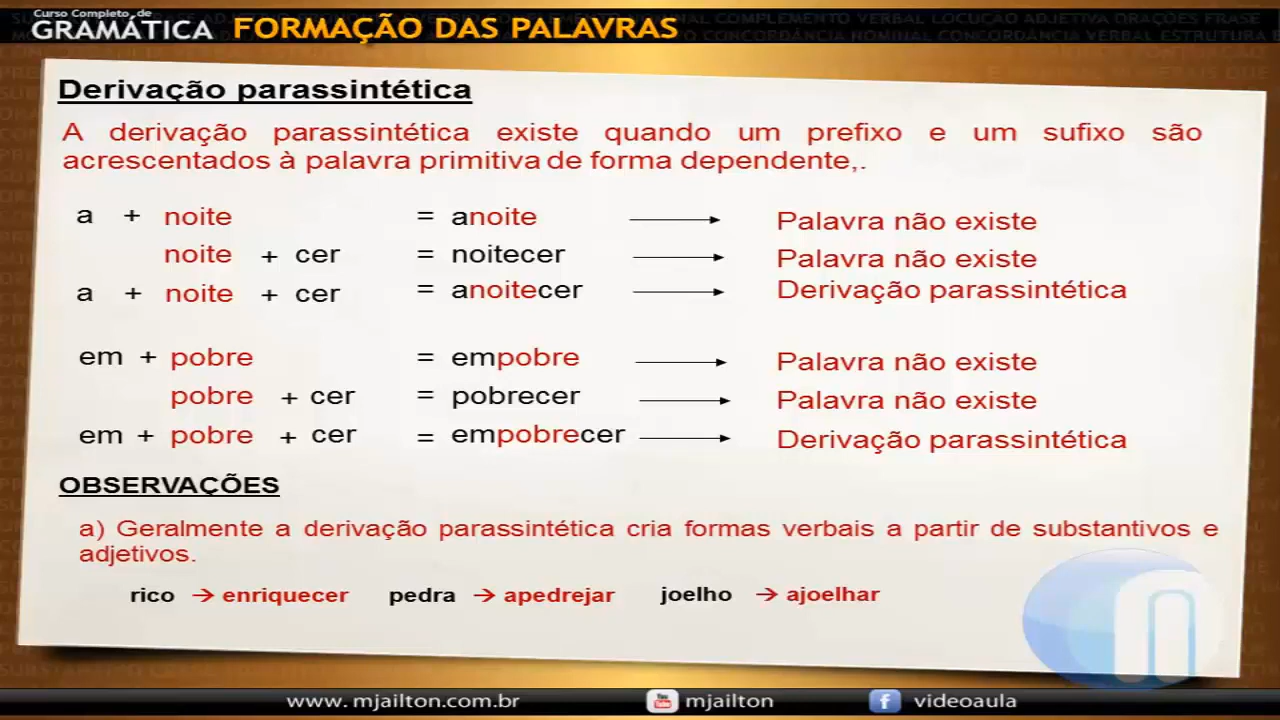 Curso Completo de
GRAMÁTICA FORMAÇÃO DAS PALAVRAS
Derivação parassintética
A derivação parassintética existe quando um prefixo e um sufixo são
acrescentados à palavra primitiva de forma dependente,.
a + noite = anoite Palavra não existe
noite + cer = noitecer Palavra não existe
a + noite + cer = anoitecer Derivação parassintética
em + pobre = empobre Palavra não existe
pobre + cer = pobrecer Palavra não existe
em + pobre + cer = empobrecer Derivação parassintética
OBSERVAÇÕES
a) Geralmente a derivação parassintética cria formas verbais a partir de substantivos e
adjetivos.
rico → enriquecer pedra → apedrejar joelho → ajoelhar
www.mjailton.com.br You Tube mjailton f videoaula